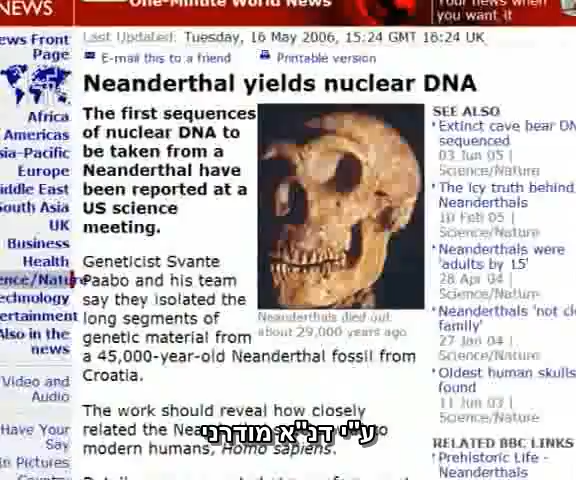 NEWS
One-Minute World News
Your news when
you want it
Last Updated: Tuesday, 16 May 2006, 15:24 GMT 16:24 UK
E-mail this to a friend
Printable version
Neanderthal yields nuclear DNA
The first sequences
of nuclear DNA to
be taken from a
Neanderthal have
been reported at a
US science
meeting.
Geneticist Svante
Paabo and his team
say they isolated the
long segments of
genetic material from
a 45,000-year-old Neanderthal fossil from
Croatia.
The work should reveal how closely
related the
modern humans, Homo sapiens.
Neanderthals died out
about 29,000 years ago
ews Front
Page
Africa
Americas
sia-Pacific
Europe
iddle East
South Asia
UK
Business
Health
ence/Nature
echnology
ertainment
Also in the
news
Video and
Audio
Have Your
Say
In Pictures
SEE ALSO
Extinct cave bear DN
sequenced
03 Jun 05 |
Science/Nature
The icy truth behind
Neanderthals
10 Feb 05 |
Science/Nature
Neanderthals were
'adults by 15'
28 Apr 04 |
Science/Nature
Neanderthals 'not cl
family'
27 Jan 04 |
Science/Nature
Oldest human skulls
found
11 Jun 03 |
Science/Nature
RELATED BBC LINKS
Prehistoric Life -
Neanderthals
ע"י דנ"א מודרני